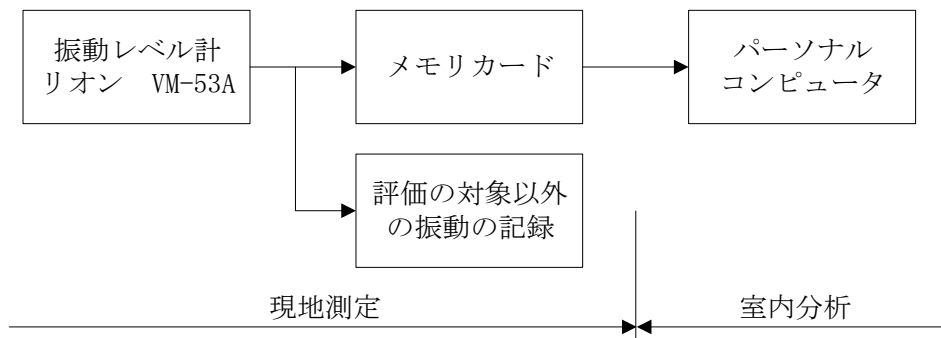 振動レベル計
リオン　VM-53A
メモリカード
パーソナル
コンピュータ
評価の対象以外
の振動の記録
現地測定
室内分析